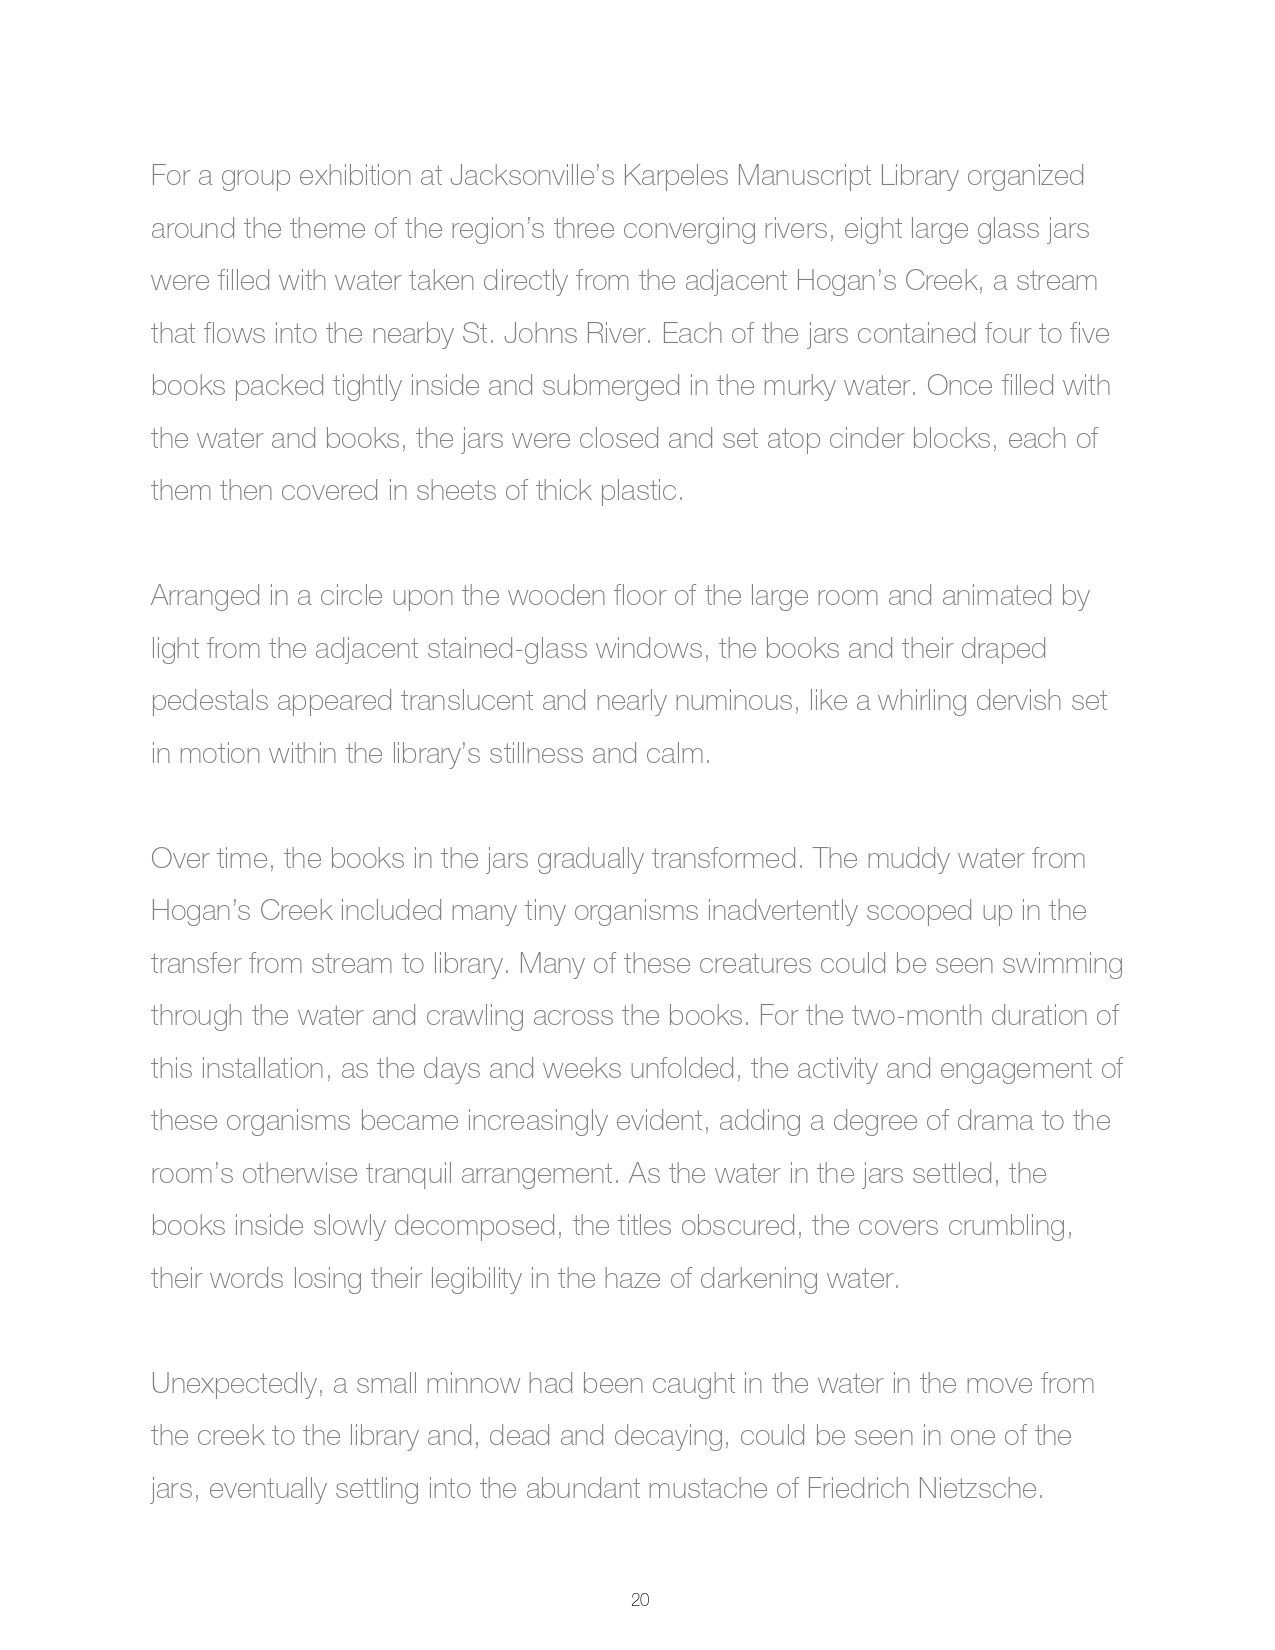 For a group exhibition at Jacksonville’s Karpeles Manuscript Library organized
around the theme of the region’s three converging rivers, eight large glass jars
were filled with water taken directly from the adjacent Hogan’s Creek, a stream
that flows into the nearby St. Johns River. Each of the jars contained four to five
books packed tightly inside and submerged in the murky water. Once filled with
the water and books, the jars were closed and set atop cinder blocks, each of
them then covered in sheets of thick plastic.
Arranged in a circle upon the wooden floor of the large room and animated by
light from the adjacent stained-glass windows, the books and their draped
pedestals appeared translucent and nearly numinous, like a whirling dervish set
in motion within the library’s stillness and calm.
Over time, the books in the jars gradually transformed. The muddy water from
Hogan’s Creek included many tiny organisms inadvertently scooped up in the
transfer from stream to library. Many of these creatures could be seen swimming
through the water and crawling across the books. For the two-month duration of
this installation, as the days and weeks unfolded, the activity and engagement of
these organisms became increasingly evident, adding a degree of drama to the
room’s otherwise tranquil arrangement. As the water in the jars settled, the
books inside slowly decomposed, the titles obscured, the covers crumbling,
their words losing their legibility in the haze of darkening water.
Unexpectedly, a small minnow had been caught in the water in the move from
the creek to the library and, dead and decaying, could be seen in one of the
jars, eventually settling into the abundant mustache of Friedrich Nietzsche.
20